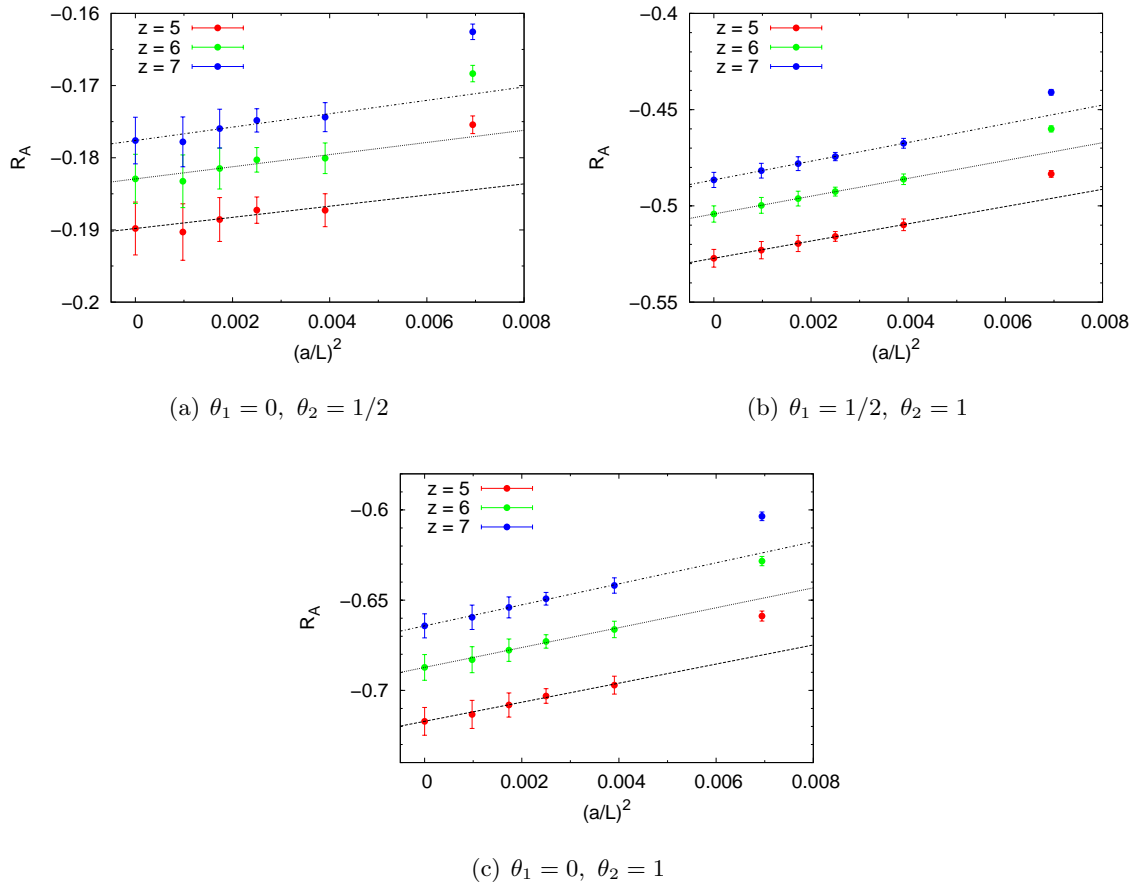 −0.16
−0.17
−0.18
−0.19
−0.2
R_A
z = 5
z = 6
z = 7
0 0.002 0.004 0.006 0.008
(a/L)^2
(a) θ₁ = 0, θ₂ = 1/2
−0.4
−0.45
−0.5
−0.55
R_A
z = 5
z = 6
z = 7
0 0.002 0.004 0.006 0.008
(a/L)^2
(b) θ₁ = 1/2, θ₂ = 1
−0.6
−0.65
−0.7
R_A
z = 5
z = 6
z = 7
0 0.002 0.004 0.006 0.008
(a/L)^2
(c) θ₁ = 0, θ₂ = 1